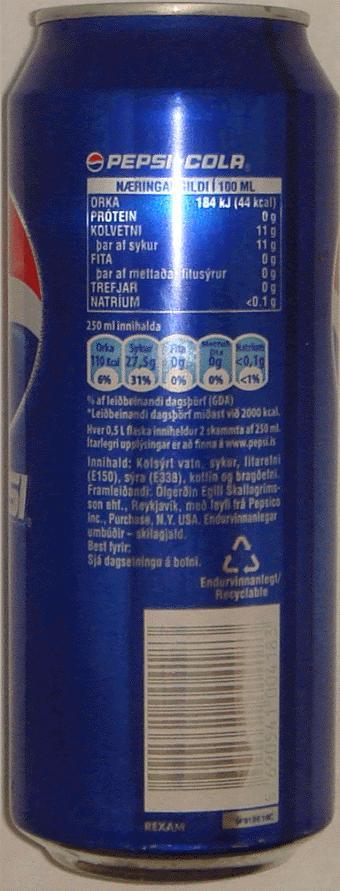 PEPSI-COLA
NÆRINGARGILDI Í 100 ML
ORKA 184 kJ (44 kcal)
PRÓTEIN 0 g
KOLVETNI 11 g
þar af sykur 11 g
FITA 0 g
þar af mettaðar fitusýrur 0 g
TREFJAR 0 g
NATRÍUM <0.1 g
250 ml innihalda
Orka Sykur Fita Mettuð fita Natríum
110 kcal 27,5g 0g 0g <0,1g
6% 31% 0% 0% <1%
% af leiðbeinandi dagsþörf (GDA)
*Leiðbeinandi dagsþörf miðast við 2000 kcal.
Hver 0,5 L flaska inniheldur 2 skammta af 250 ml.
Ítarlegri upplýsingar er að finna á www.pepsi.is
Innihald: Kolsýrt vatn, sykur, litarefni
(E150), sýra (E338), koffín og bragðefni.
Framleiðandi: Ölgerðin Egill Skallagríms-
son ehf., Reykjavík, með leyfi frá Pepsico
Inc., Purchase, N.Y. USA. Endurvinnanlegar
umbúðir - skilagjald.
Best fyrir:
Sjá dagsetningu á botni.
Endurvinnanlegt/
Recyclable
REXAM